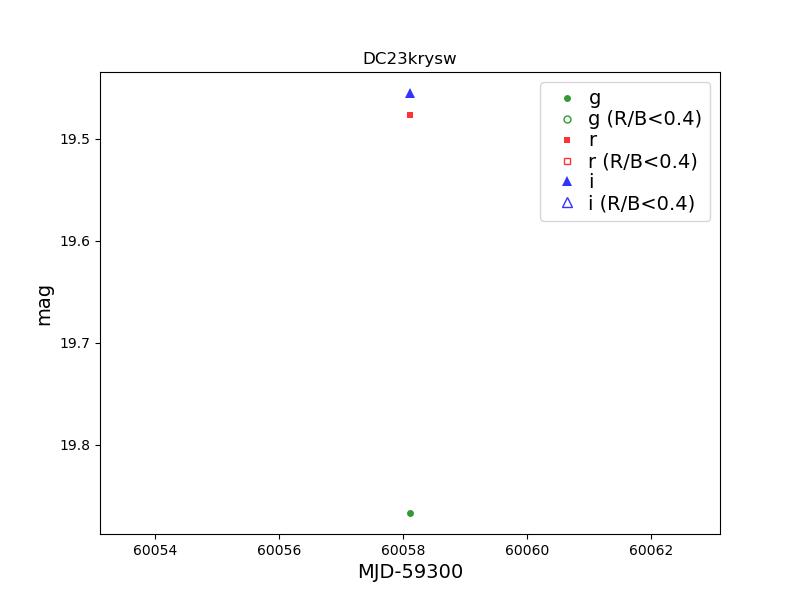 DC23krysw
g
g (R/B<0.4)
r
r (R/B<0.4)
i
i (R/B<0.4)
19.5
19.6
19.7
19.8
mag
60054 60056 60058 60060 60062
MJD-59300